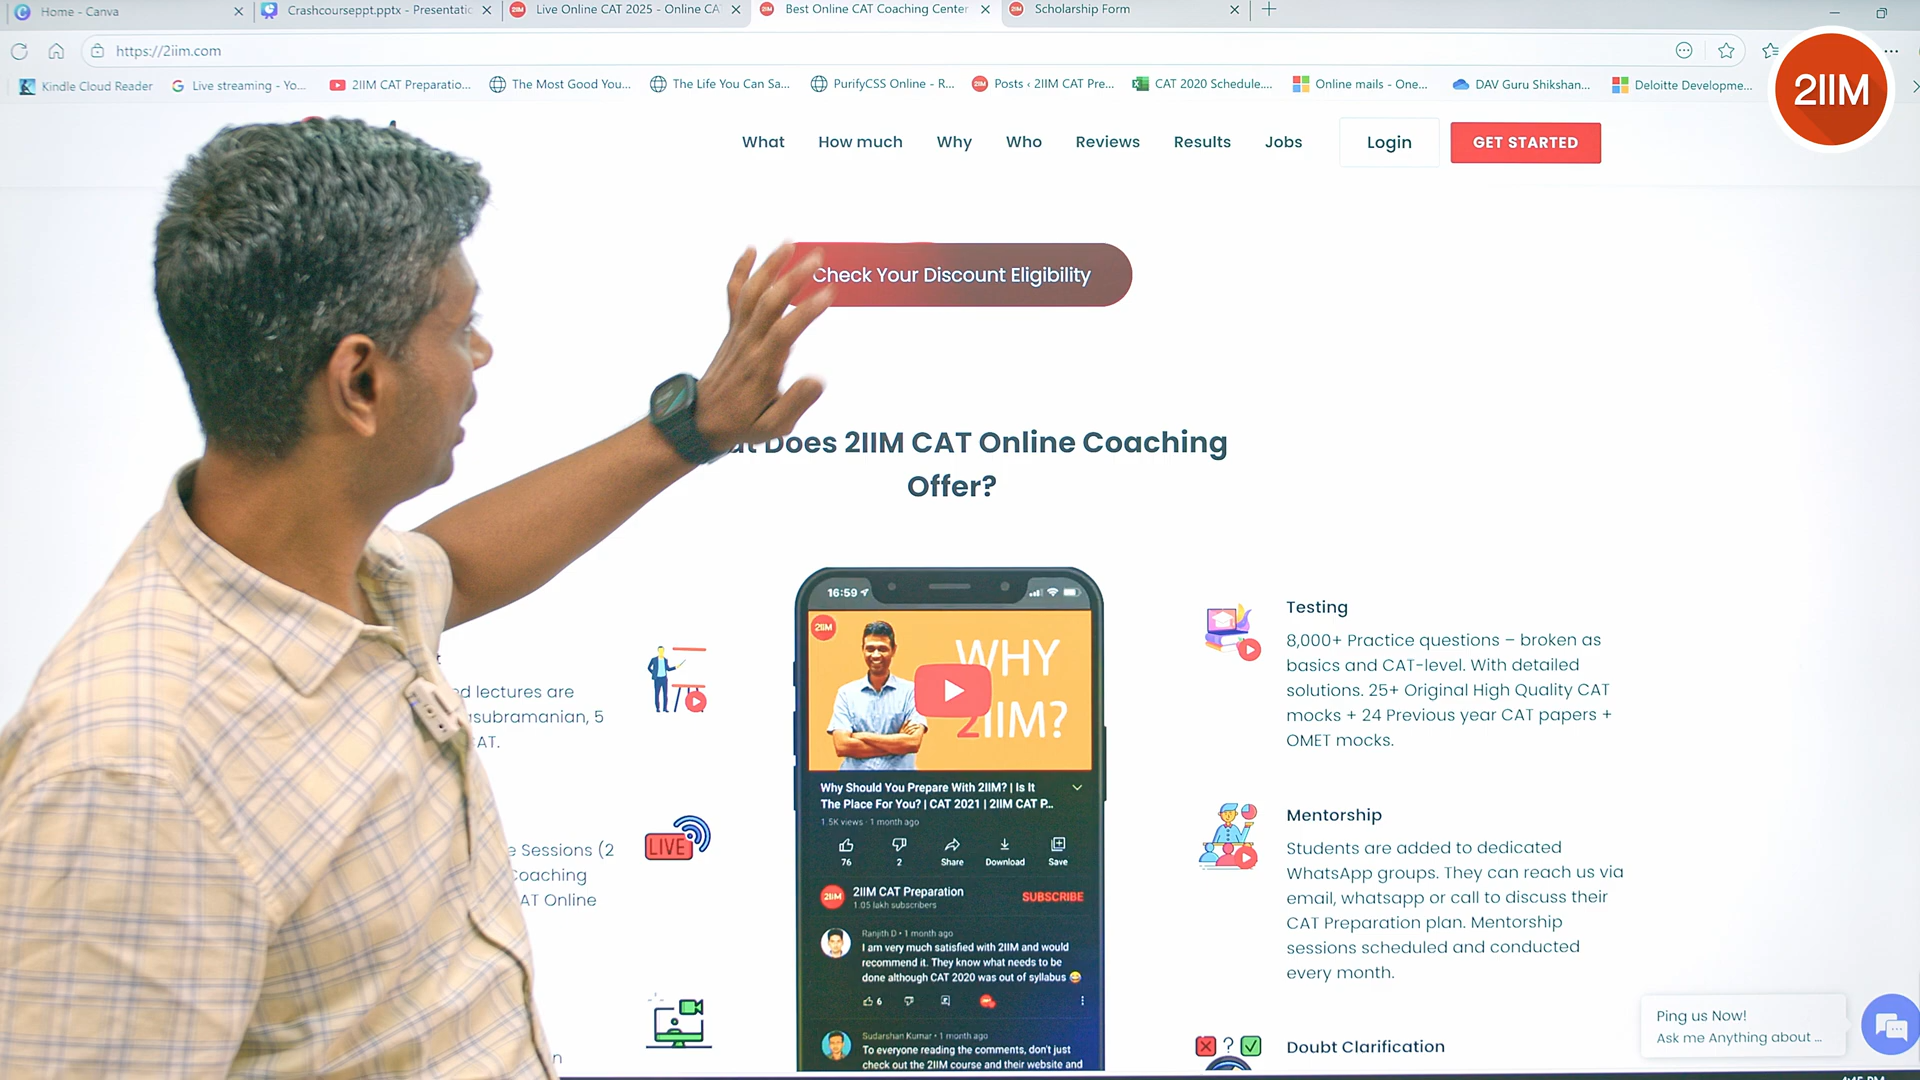 Home - Canva
Crashcourseppt.pptx - Presentatic
2IIM
Live Online CAT 2025 - Online CA
2IIM
Best Online CAT Coaching Center
2IIM
Scholarship Form
https://2iim.com
Kindle Cloud Reader
Live streaming - Yo...
2IIM CAT Preparatio...
The Most Good You...
The Life You Can Sa...
PurifyCSS Online - R...
Posts ‹ 2IIM CAT Pre...
CAT 2020 Schedule....
Online mails - One...
DAV Guru Shikshan...
Deloitte Developme...
2IIM
What
How much
Why
Who
Reviews
Results
Jobs
Login
GET STARTED
Check Your Discount Eligibility
Does 2IIM CAT Online Coaching
Offer?
d lectures are
asubramanian, 5
AT.
LIVE
e Sessions (2
Coaching
AT Online
n
16:59
2IIM
WHY
2IIM?
Why Should You Prepare With 2IIM? | Is It
The Place For You? | CAT 2021 | 2IIM CAT P...
1.5K views · 1 month ago
76
2
Share
Download
Save
2IIM
2IIM CAT Preparation
1.05 lakh subscribers
SUBSCRIBE
Ranjith D • 1 month ago
I am very much satisfied with 2IIM and would
recommend it. They know what needs to be
done although CAT 2020 was out of syllabus
6
Sudarshan Kumar • 1 month ago
To everyone reading the comments, don't just
check out the 2IIM course and their website and
Testing
8,000+ Practice questions – broken as
basics and CAT-level. With detailed
solutions. 25+ Original High Quality CAT
mocks + 24 Previous year CAT papers +
OMET mocks.
Mentorship
Students are added to dedicated
WhatsApp groups. They can reach us via
email, whatsapp or call to discuss their
CAT Preparation plan. Mentorship
sessions scheduled and conducted
every month.
Doubt Clarification
Ping us Now!
Ask me Anything about ...